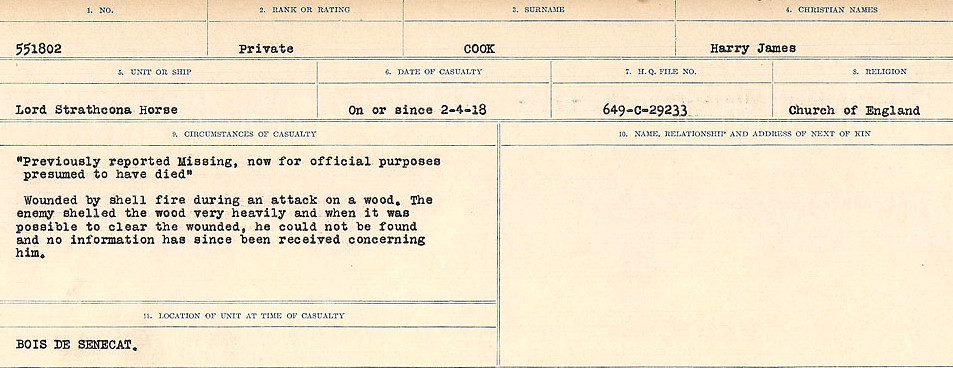 1. NO. 2. RANK OR RATING 3. SURNAME 4. CHRISTIAN NAMES
551802 Private COOK Harry James
5. UNIT OR SHIP 6. DATE OF CASUALTY 7. H.Q. FILE NO. 8. RELIGION
Lord Strathcona Horse On or since 2-4-18 649-C-29233 Church of England
9. CIRCUMSTANCES OF CASUALTY
"Previously reported Missing, now for official purposes
presumed to have died"
Wounded by shell fire during an attack on a wood. The
enemy shelled the wood very heavily and when it was
possible to clear the wounded, he could not be found
and no information has since been received concerning
him.
10. NAME, RELATIONSHIP AND ADDRESS OF NEXT OF KIN
11. LOCATION OF UNIT AT TIME OF CASUALTY
BOIS DE SENECAT.